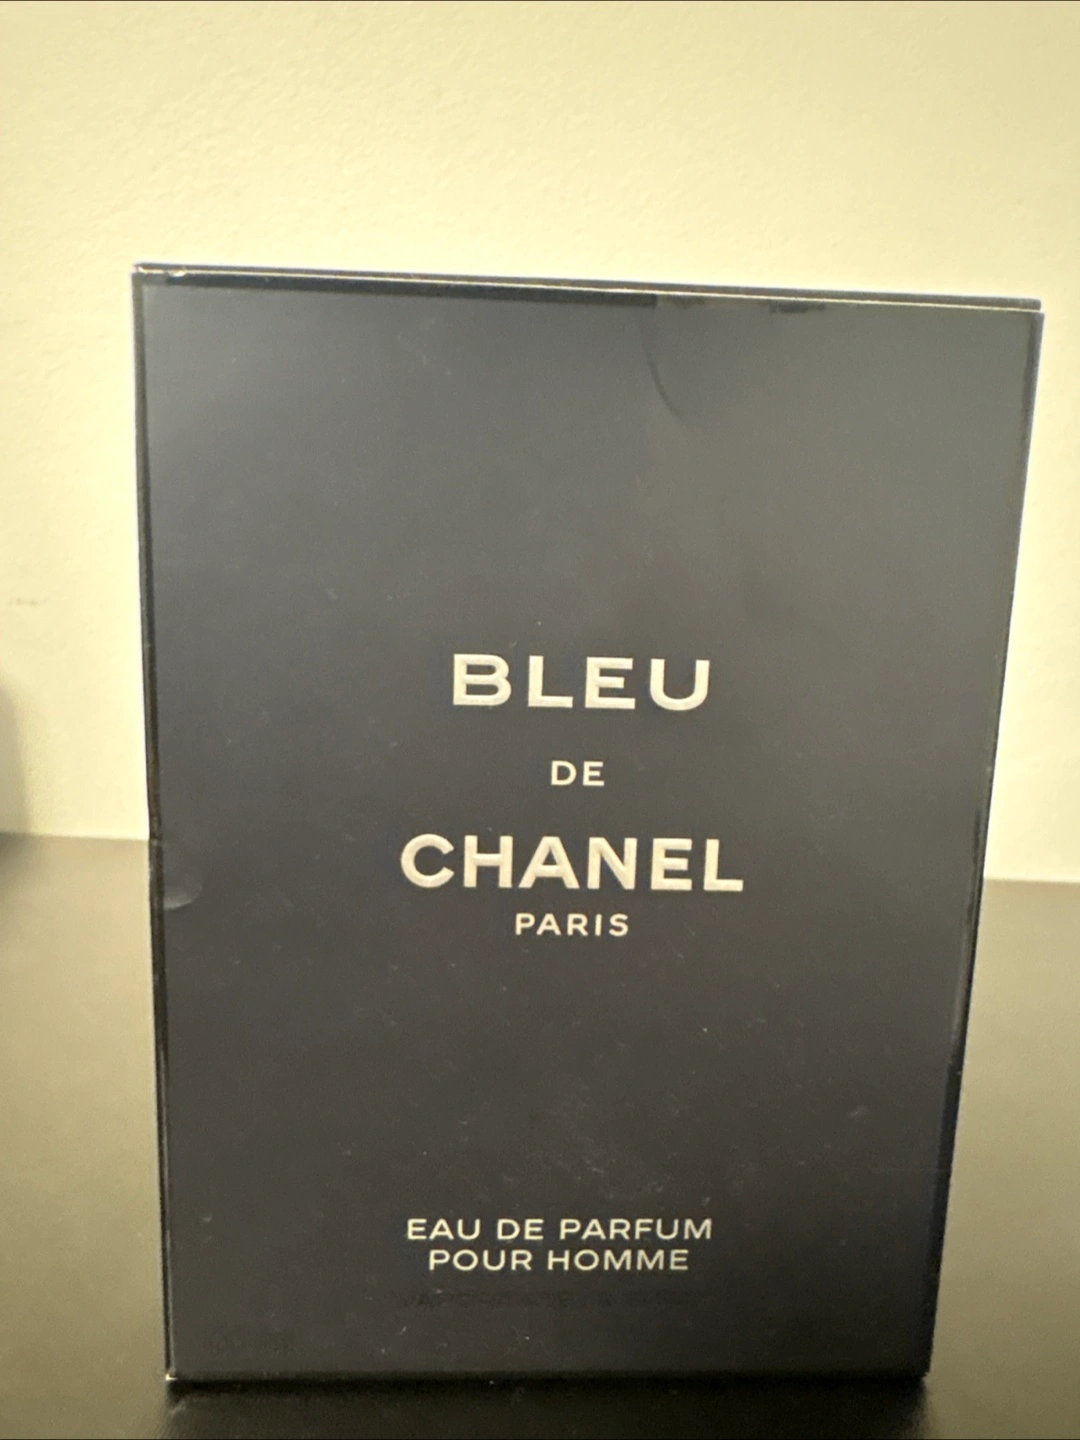 BLEU
DE
CHANEL
PARIS
EAU DE PARFUM
POUR HOMME